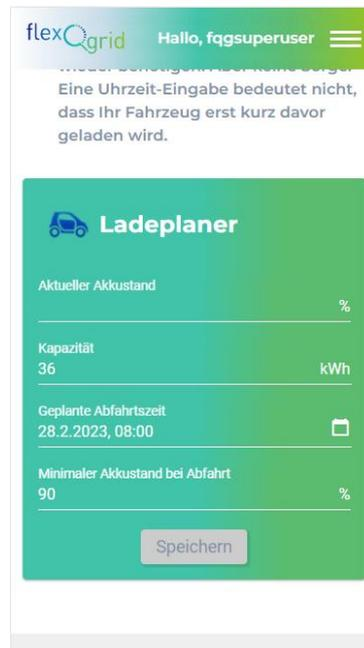 flexQgrid
Hallo, fqgsuperuser
Eine Uhrzeit-Eingabe bedeutet nicht,
dass Ihr Fahrzeug erst kurz davor
geladen wird.
Ladeplaner
Aktueller Akkustand
%
Kapazität
36 kWh
Geplante Abfahrtszeit
28.2.2023, 08:00
Minimaler Akkustand bei Abfahrt
90 %
Speichern